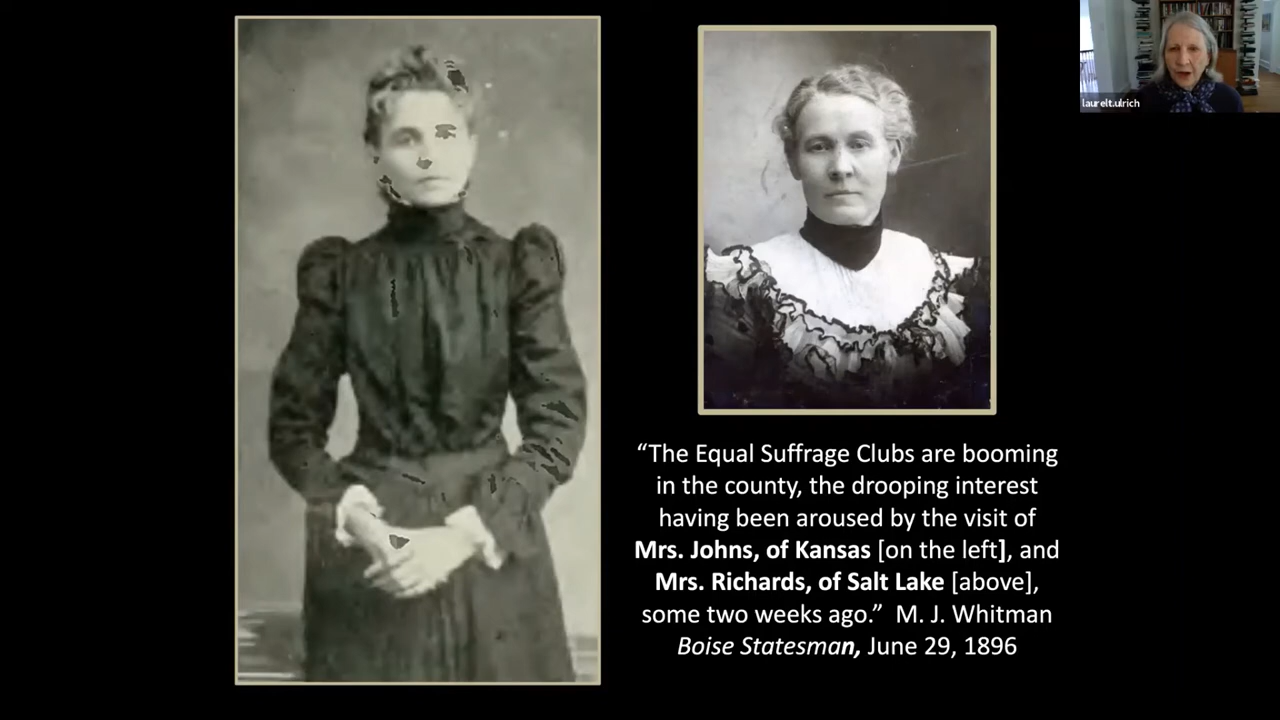 laurelt.ulrich
“The Equal Suffrage Clubs are booming
in the county, the drooping interest
having been aroused by the visit of
Mrs. Johns, of Kansas [on the left], and
Mrs. Richards, of Salt Lake [above],
some two weeks ago.”  M. J. Whitman
Boise Statesman, June 29, 1896